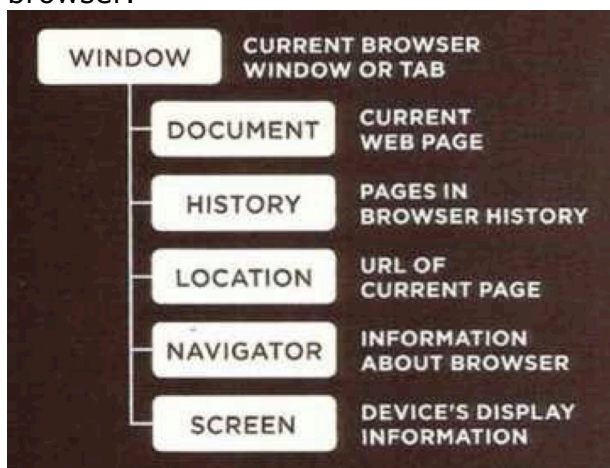 browser.
WINDOW
CURRENT BROWSER
WINDOW OR TAB
DOCUMENT
CURRENT
WEB PAGE
HISTORY
PAGES IN
BROWSER HISTORY
LOCATION
URL OF
CURRENT PAGE
NAVIGATOR
INFORMATION
ABOUT BROWSER
SCREEN
DEVICE'S DISPLAY
INFORMATION